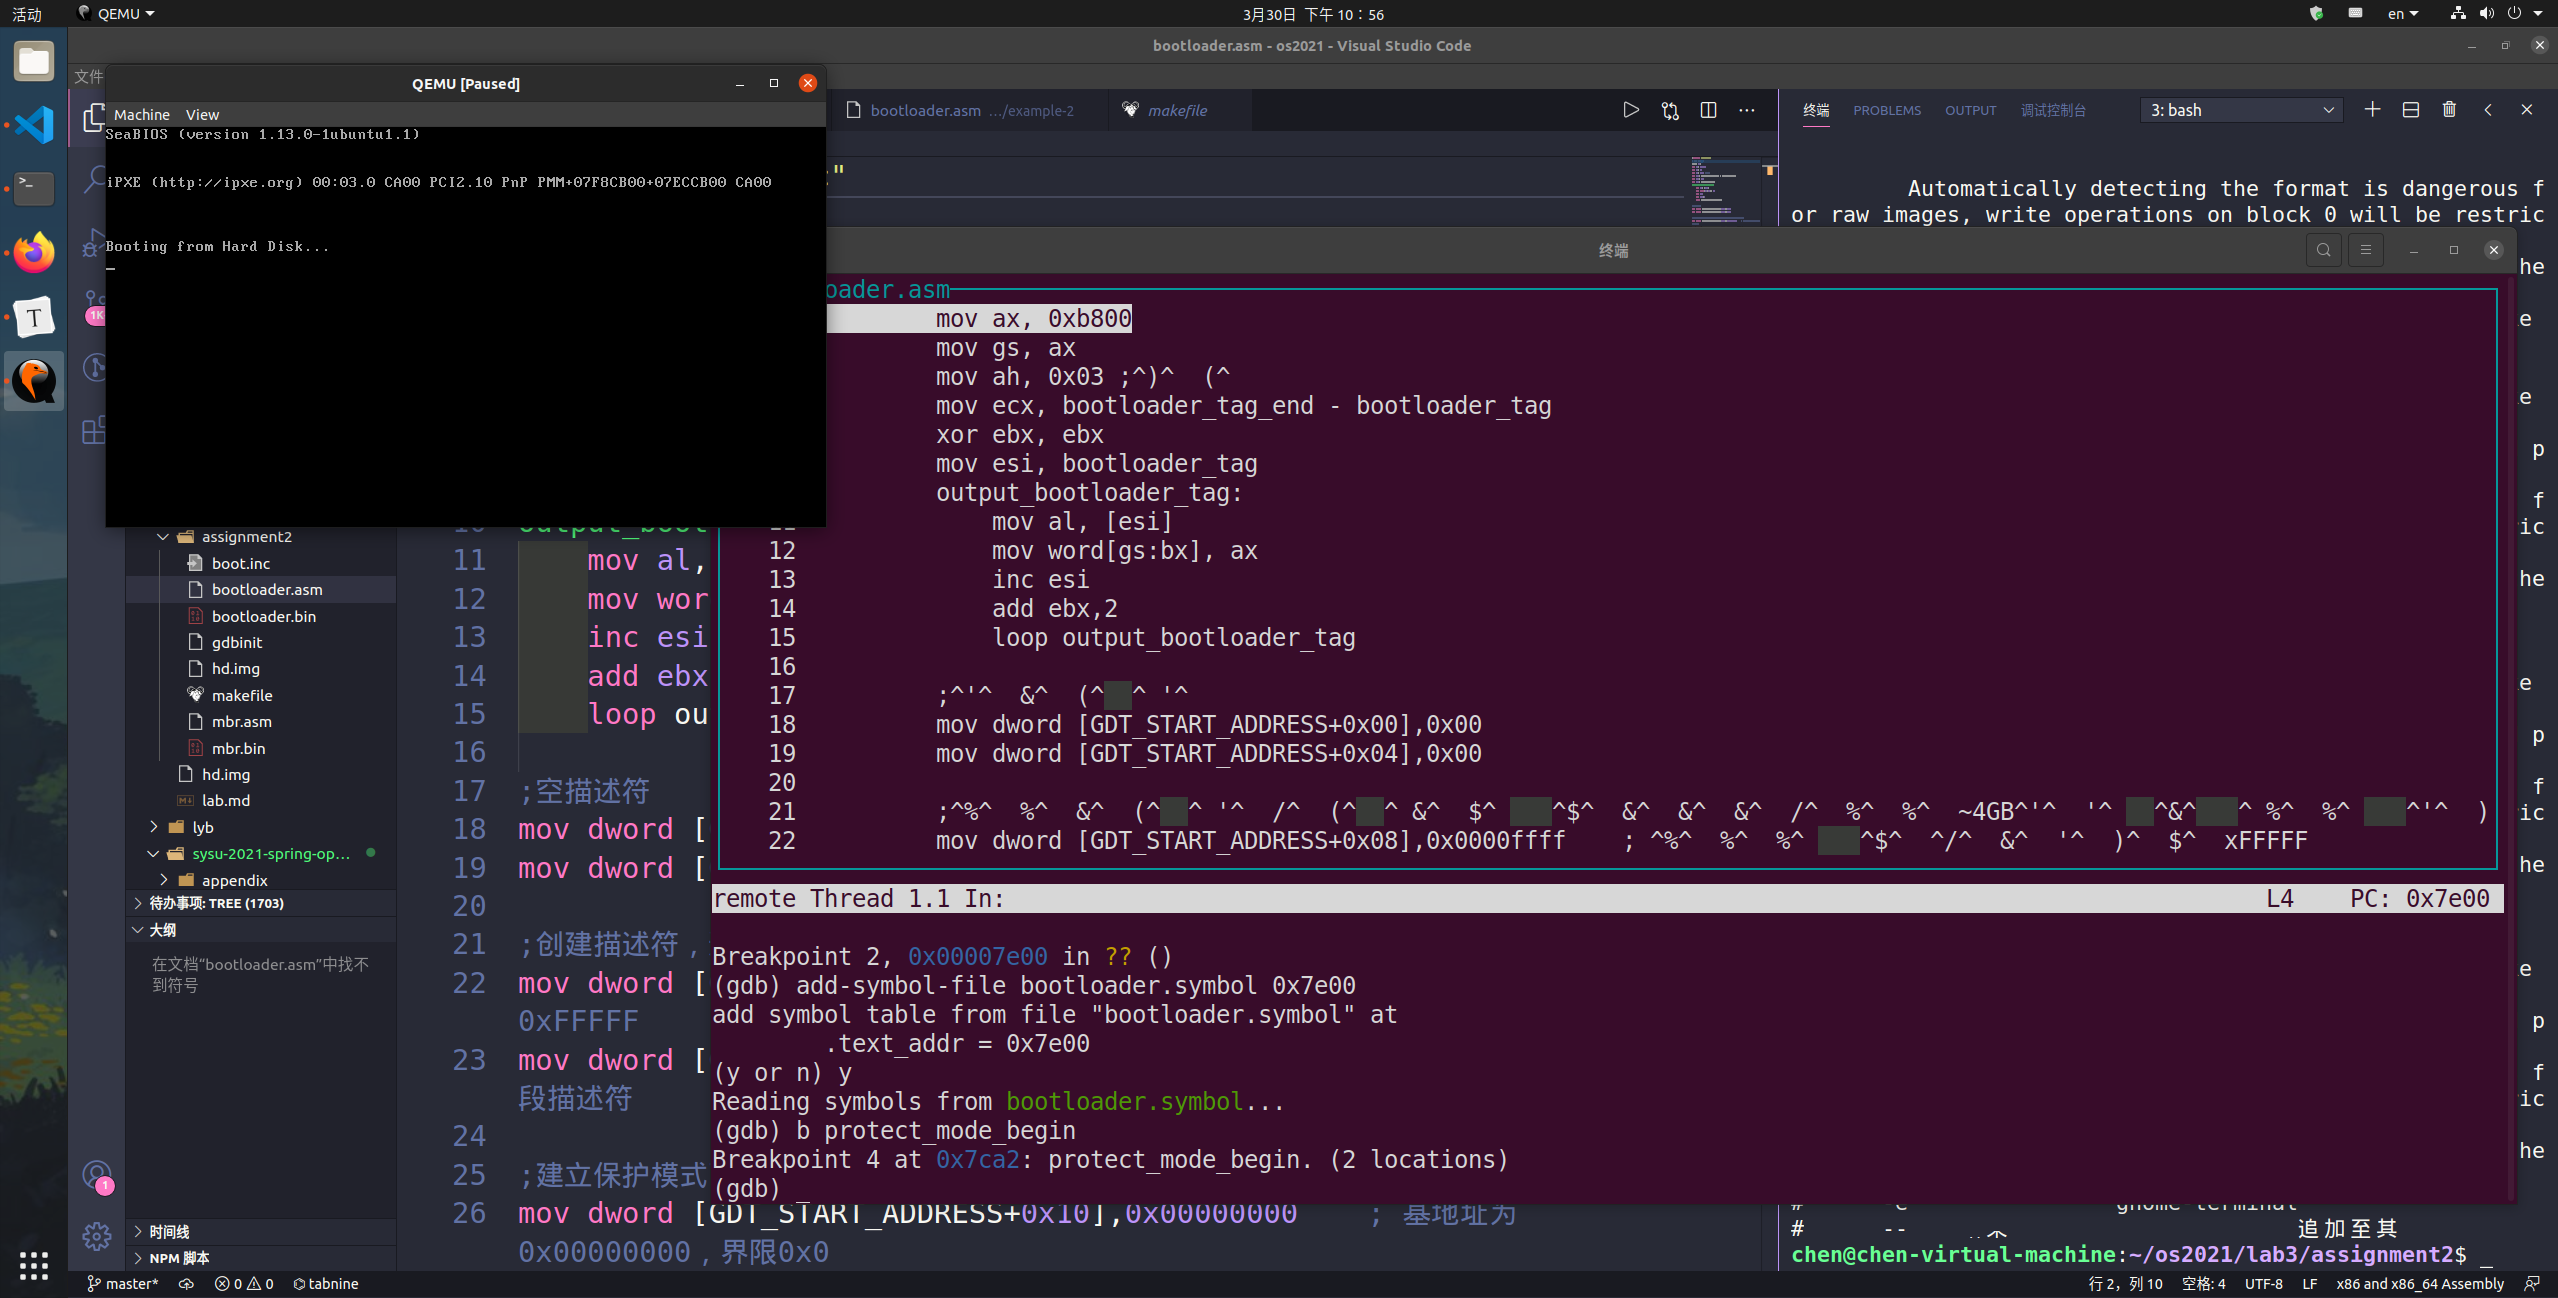 活动
QEMU
3月30日 下午 10：56
en
bootloader.asm - os2021 - Visual Studio Code
文件
QEMU [Paused]
Machine View
SeaBIOS (version 1.13.0-1ubuntu1.1)
iPXE (http://ipxe.org) 00:03.0 CA00 PCI2.10 PnP PMM+07F8CB00+07ECCB00 CA00
Booting from Hard Disk...
bootloader.asm .../example-2
makefile
终端 PROBLEMS OUTPUT 调试控制台
3: bash
Automatically detecting the format is dangerous f
or raw images, write operations on block 0 will be restric
终端
oader.asm
mov ax, 0xb800
mov gs, ax
mov ah, 0x03 ;^)^  (^
mov ecx, bootloader_tag_end - bootloader_tag
xor ebx, ebx
mov esi, bootloader_tag
output_bootloader_tag:
mov al, [esi]
12 mov word[gs:bx], ax
13 inc esi
14 add ebx,2
15 loop output_bootloader_tag
16
17 ;^'^  &^  (^ ^ '^
18 mov dword [GDT_START_ADDRESS+0x00],0x00
19 mov dword [GDT_START_ADDRESS+0x04],0x00
20
21 ;^%^  %^  &^  (^ ^ '^  /^  (^ ^ &^  $^ ^$^  &^  &^  &^  /^  %^  %^  ~4GB^'^  '^ ^&^ ^ %^  %^ ^'^  )
22 mov dword [GDT_START_ADDRESS+0x08],0x0000ffff    ; ^%^  %^  %^ ^$^  ^/^  &^  '^  )^  $^  xFFFFF
remote Thread 1.1 In: L4 PC: 0x7e00
Breakpoint 2, 0x00007e00 in ?? ()
(gdb) add-symbol-file bootloader.symbol 0x7e00
add symbol table from file "bootloader.symbol" at
.text_addr = 0x7e00
(y or n) y
Reading symbols from bootloader.symbol...
(gdb) b protect_mode_begin
Breakpoint 4 at 0x7ca2: protect_mode_begin. (2 locations)
(gdb) _
assignment2
boot.inc
bootloader.asm
bootloader.bin
gdbinit
hd.img
makefile
mbr.asm
mbr.bin
hd.img
lab.md
lyb
sysu-2021-spring-op...
appendix
待办事项: TREE (1703)
大纲
在文档“bootloader.asm”中找不
到符号
时间线
NPM 脚本
11 mov al,
12 mov wor
13 inc esi
14 add ebx
15 loop ou
16
17 ;空描述符
18 mov dword [
19 mov dword [
20
21 ;创建描述符，
22 mov dword [
0xFFFFF
23 mov dword [
段描述符
24
25 ;建立保护模式
26 mov dword [GDT_START_ADDRESS+0x10],0x00000000    ; 基地址为
0x00000000，界限0x0
# -- 追加至其
chen@chen-virtual-machine:~/os2021/lab3/assignment2$ _
master* 0 0 tabnine
行 2，列 10 空格: 4 UTF-8 LF x86 and x86_64 Assembly